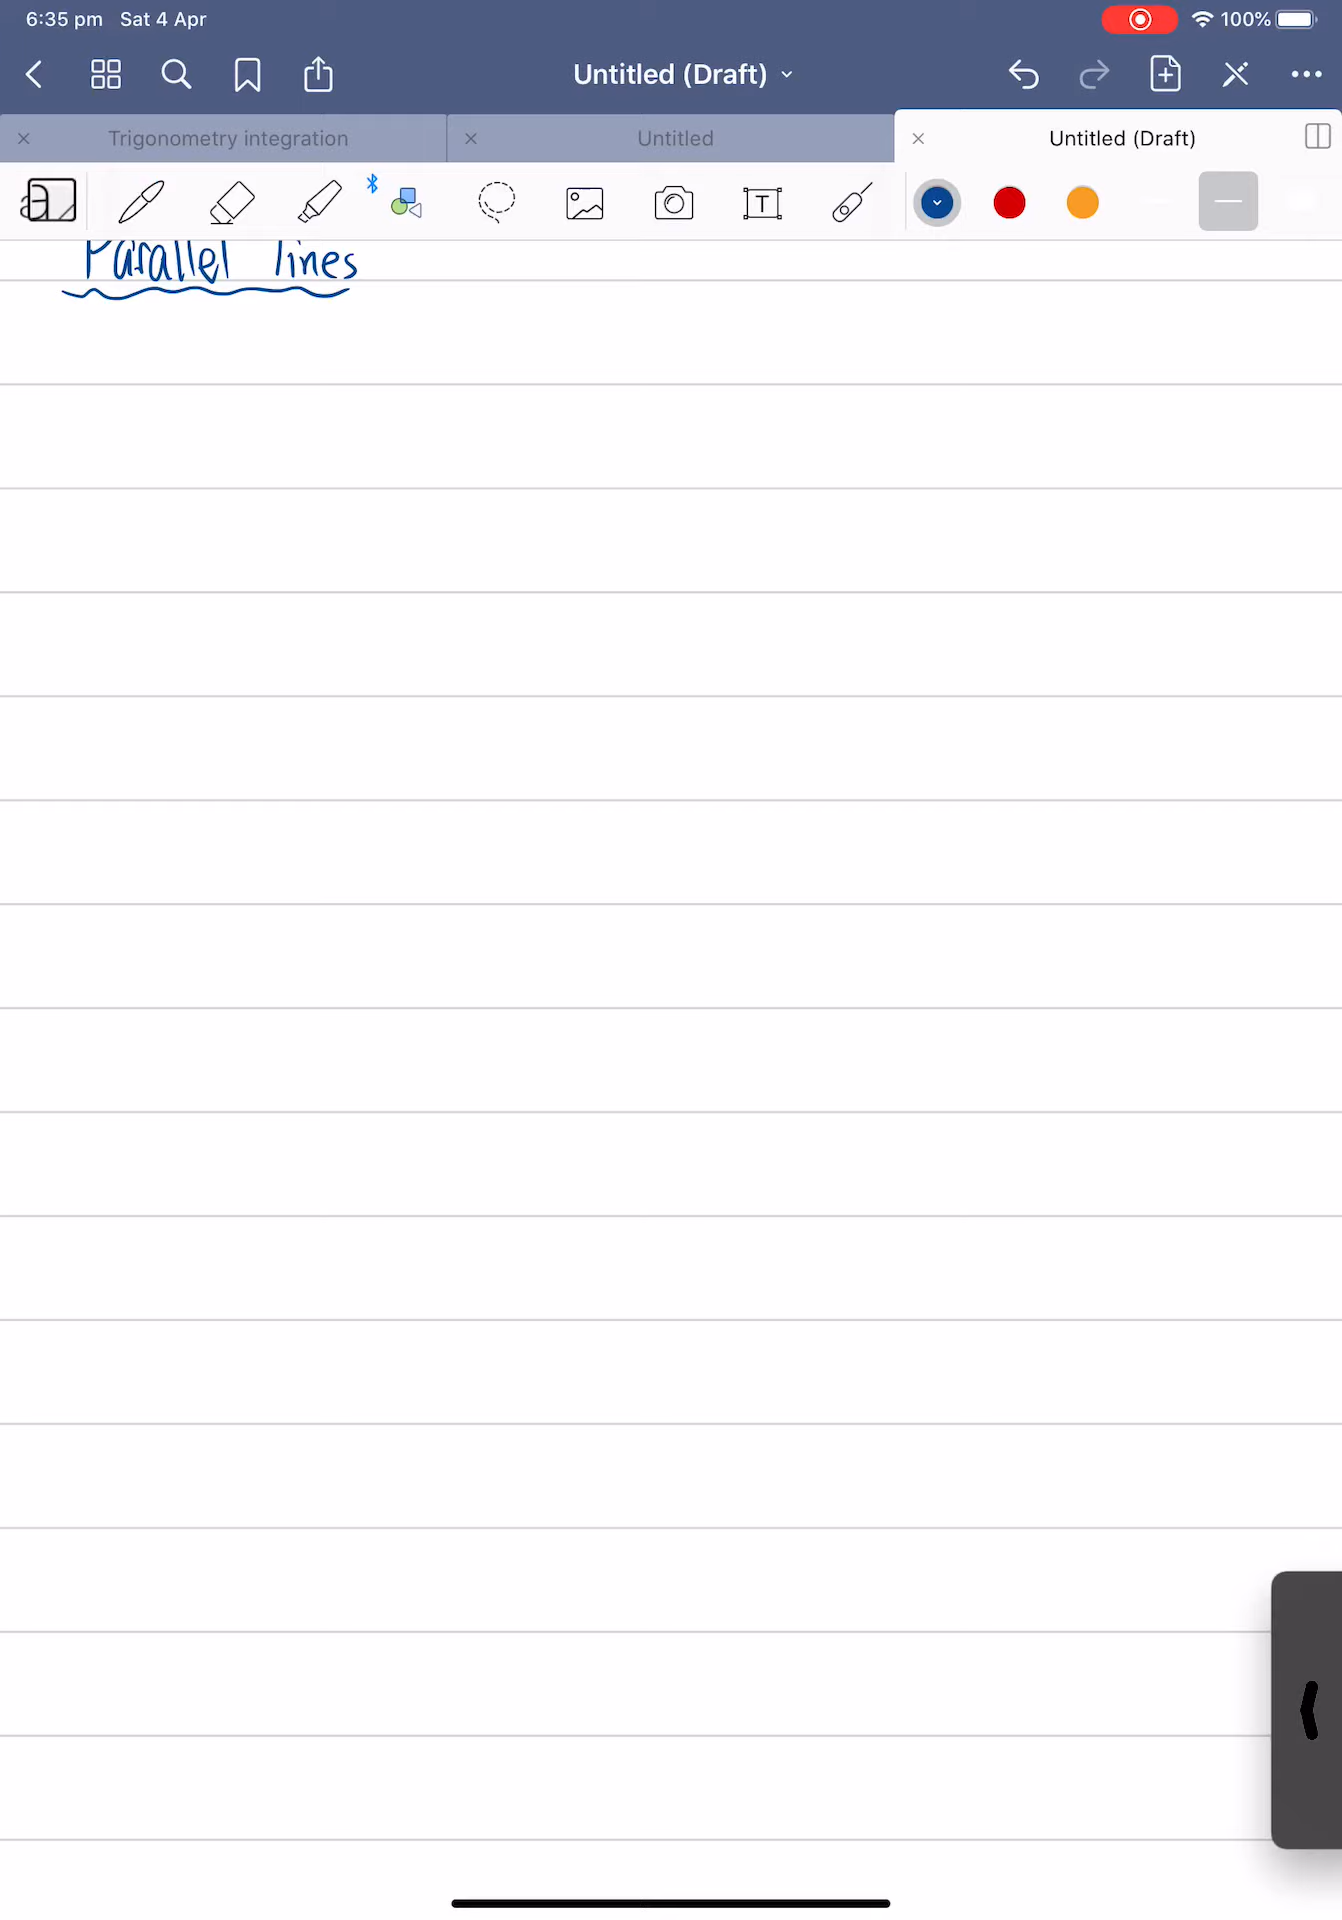 6:35 pm Sat 4 Apr 100%
Untitled (Draft)
Trigonometry integration Untitled Untitled (Draft)
a T
Parallel lines